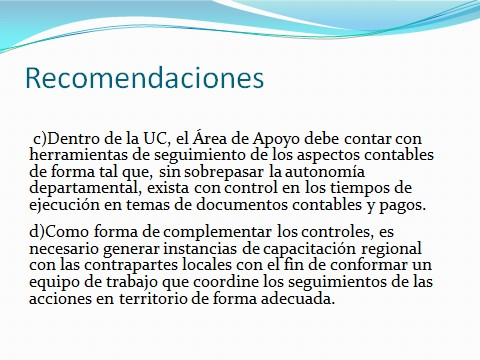 Recomendaciones
c)Dentro de la UC, el Área de Apoyo debe contar con
herramientas de seguimiento de los aspectos contables
de forma tal que, sin sobrepasar la autonomía
departamental, exista con control en los tiempos de
ejecución en temas de documentos contables y pagos.
d)Como forma de complementar los controles, es
necesario generar instancias de capacitación regional
con las contrapartes locales con el fin de conformar un
equipo de trabajo que coordine los seguimientos de las
acciones en territorio de forma adecuada.